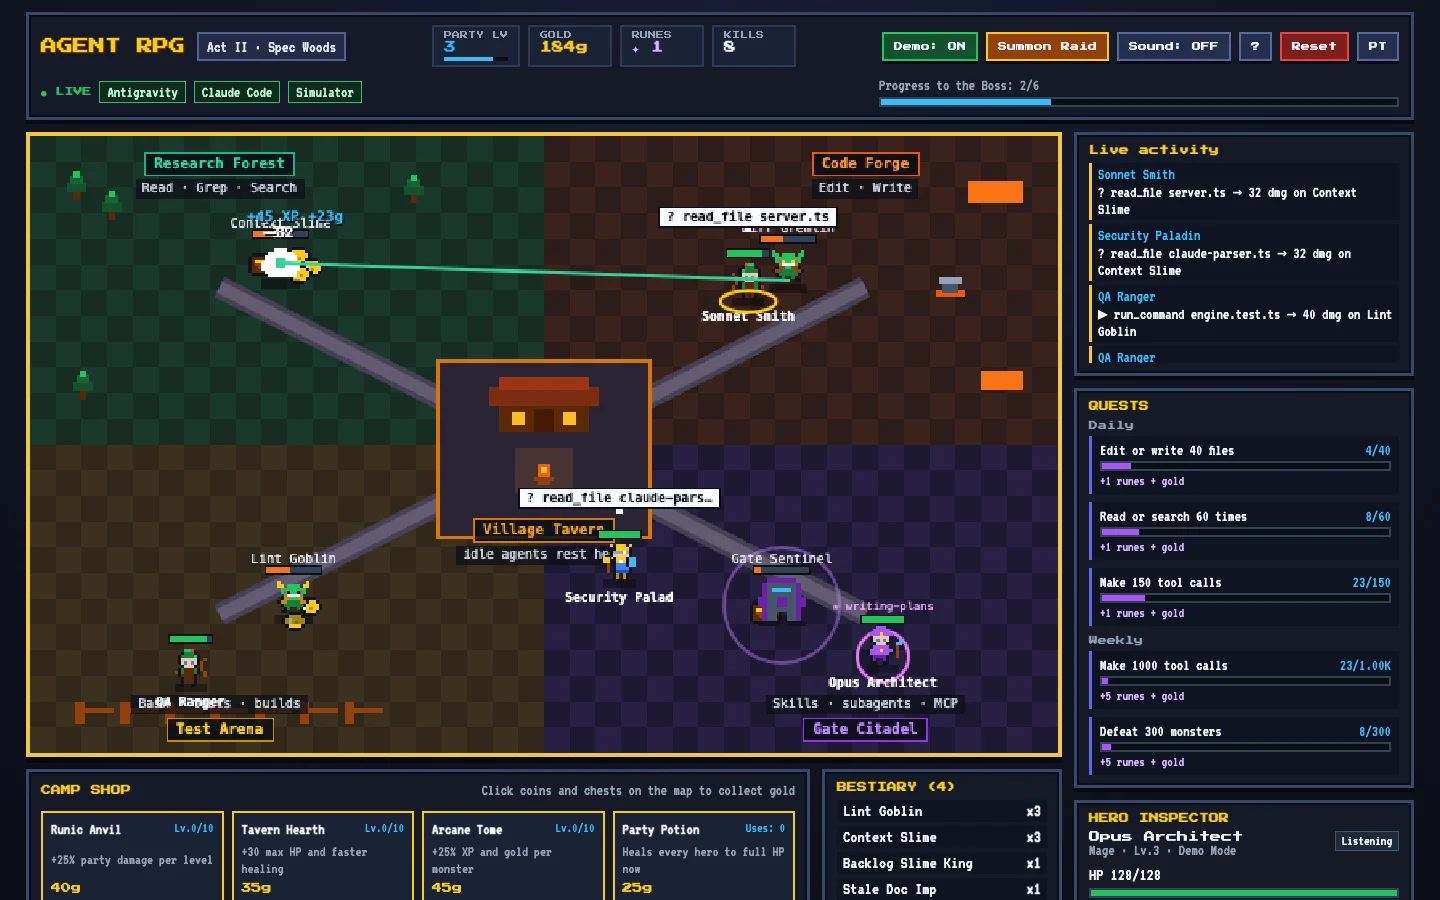 AGENT RPG
Act II · Spec Woods
PARTY LV
3
GOLD
184g
RUNES
✦ 1
KILLS
8
Demo: ON
Summon Raid
Sound: OFF
?
Reset
PT
● LIVE
Antigravity
Claude Code
Simulator
Progress to the Boss: 2/6
Research Forest
Read · Grep · Search
+45 XP +23g
Context Slime
Code Forge
Edit · Write
? read_file server.ts
Sonnet Smith
? read_file claude-pars…
Village Tavern
idle agents rest
Security Palad
Lint Goblin
Gate Sentinel
writing-plans
Opus Architect
Skills · subagents · MCP
Gate Citadel
QA Ranger
· builds
Test Arena
Live activity
Sonnet Smith
? read_file server.ts → 32 dmg on Context
Slime
Security Paladin
? read_file claude-parser.ts → 32 dmg on
Context Slime
QA Ranger
▶ run_command engine.test.ts → 40 dmg on Lint
Goblin
QA Ranger
QUESTS
Daily
Edit or write 40 files
4/40
+1 runes + gold
Read or search 60 times
8/60
+1 runes + gold
Make 150 tool calls
23/150
+1 runes + gold
Weekly
Make 1000 tool calls
23/1.00K
+5 runes + gold
Defeat 300 monsters
8/300
+5 runes + gold
CAMP SHOP
Click coins and chests on the map to collect gold
Runic Anvil
Lv.0/10
+25% party damage per level
40g
Tavern Hearth
Lv.0/10
+30 max HP and faster
healing
35g
Arcane Tome
Lv.0/10
+25% XP and gold per
monster
45g
Party Potion
Uses: 0
Heals every hero to full HP
now
25g
BESTIARY (4)
Lint Goblin
x3
Context Slime
x3
Backlog Slime King
x1
Stale Doc Imp
x1
HERO INSPECTOR
Opus Architect
Mage · Lv.3 · Demo Mode
Listening
HP 128/128